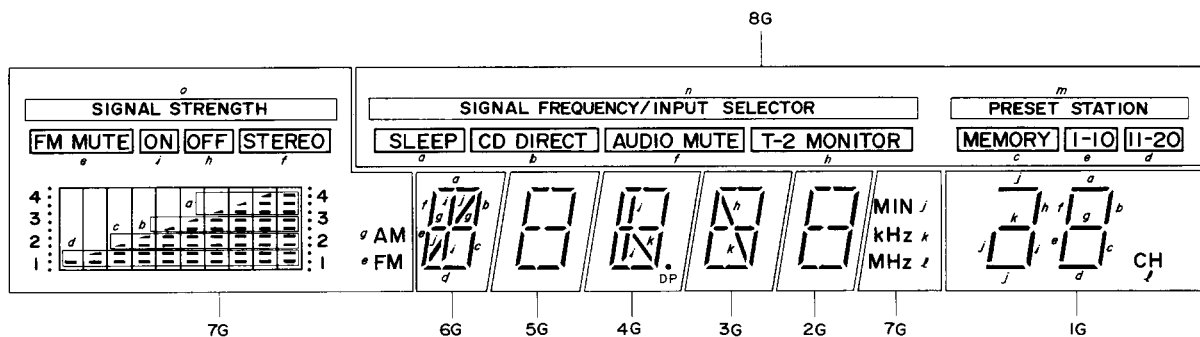 8G
o n m
SIGNAL STRENGTH SIGNAL FREQUENCY/INPUT SELECTOR PRESET STATION
FM MUTE ON OFF STEREO SLEEP CD DIRECT AUDIO MUTE T-2 MONITOR MEMORY 1-10 11-20
e i h f a b f h c e d
4 4
3 3
2 2
1 1
a b c d
g AM
e FM
a f i j b g g e j i c d
j k j DP
h k
MIN j
kHz k
MHz l
j k h j i j
a f g b e c d
CH
l
7G 6G 5G 4G 3G 2G 7G 1G